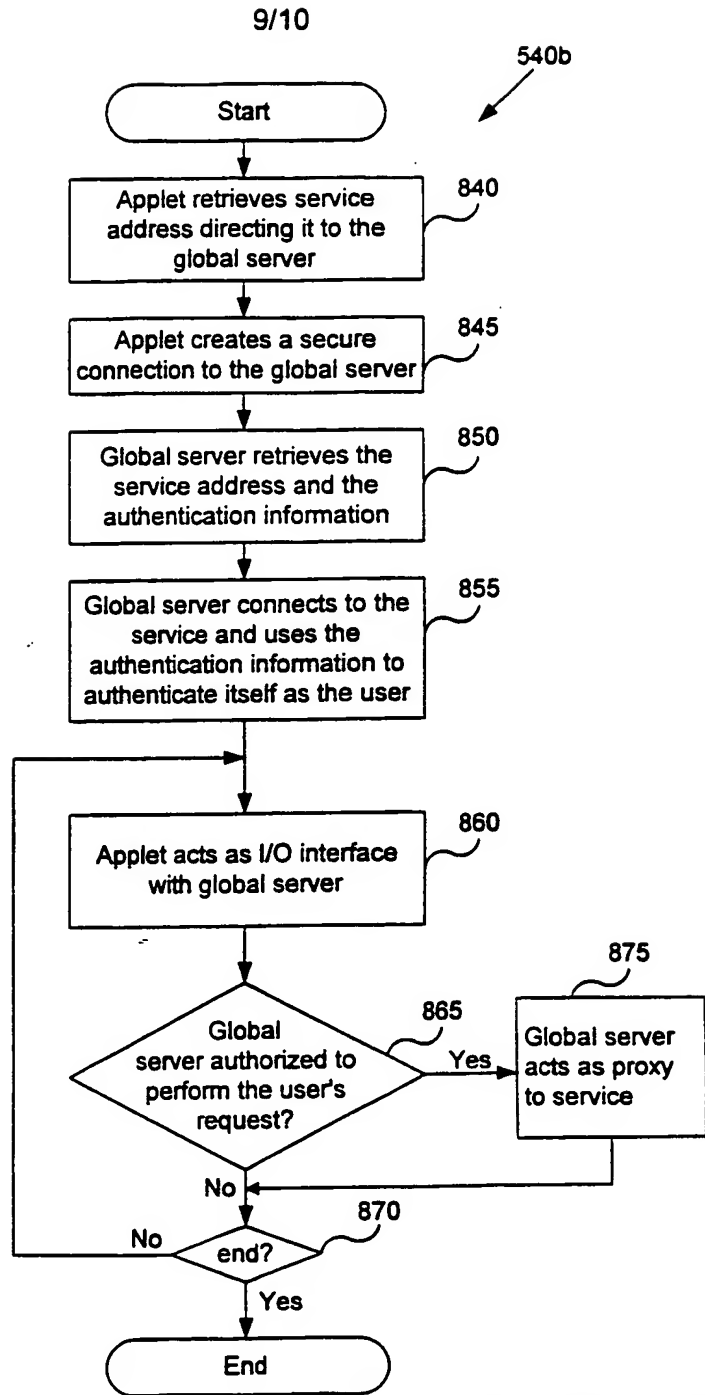 9/10
540b
Start
840
Applet retrieves service
address directing it to the
global server
845
Applet creates a secure
connection to the global server
850
Global server retrieves the
service address and the
authentication information
855
Global server connects to the
service and uses the
authentication information to
authenticate itself as the user
860
Applet acts as I/O interface
with global server
865
Global
server authorized to
perform the user's
request?
Yes
875
Global server
acts as proxy
to service
No
870
end?
No
Yes
End